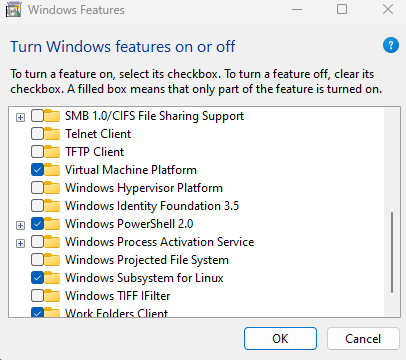 Windows Features
Turn Windows features on or off
?
To turn a feature on, select its checkbox. To turn a feature off, clear its
checkbox. A filled box means that only part of the feature is turned on.
SMB 1.0/CIFS File Sharing Support
Telnet Client
TFTP Client
Virtual Machine Platform
Windows Hypervisor Platform
Windows Identity Foundation 3.5
Windows PowerShell 2.0
Windows Process Activation Service
Windows Projected File System
Windows Subsystem for Linux
Windows TIFF IFilter
Work Folders Client
OK
Cancel